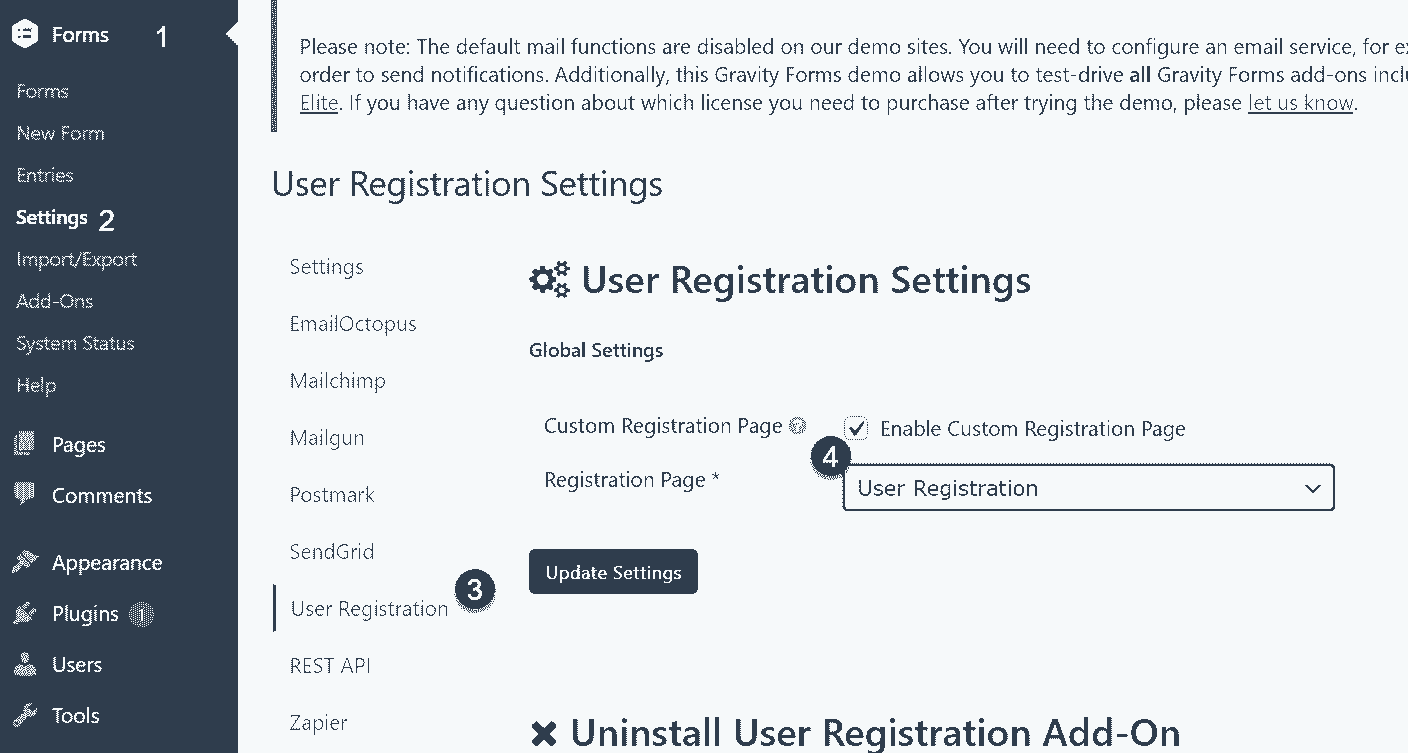 Forms 1
Forms
New Form
Entries
Settings 2
Import/Export
Add-Ons
System Status
Help
Pages
Comments
Appearance
Plugins 1
Users
Tools
Please note: The default mail functions are disabled on our demo sites. You will need to configure an email service, for
order to send notifications. Additionally, this Gravity Forms demo allows you to test-drive all Gravity Forms add-ons
Elite. If you have any question about which license you need to purchase after trying the demo, please let us know.
User Registration Settings
Settings
EmailOctopus
Mailchimp
Mailgun
Postmark
SendGrid
User Registration 3
REST API
Zapier
User Registration Settings
Global Settings
Custom Registration Page ? Enable Custom Registration Page
4
Registration Page * User Registration
Update Settings
Uninstall User Registration Add-On